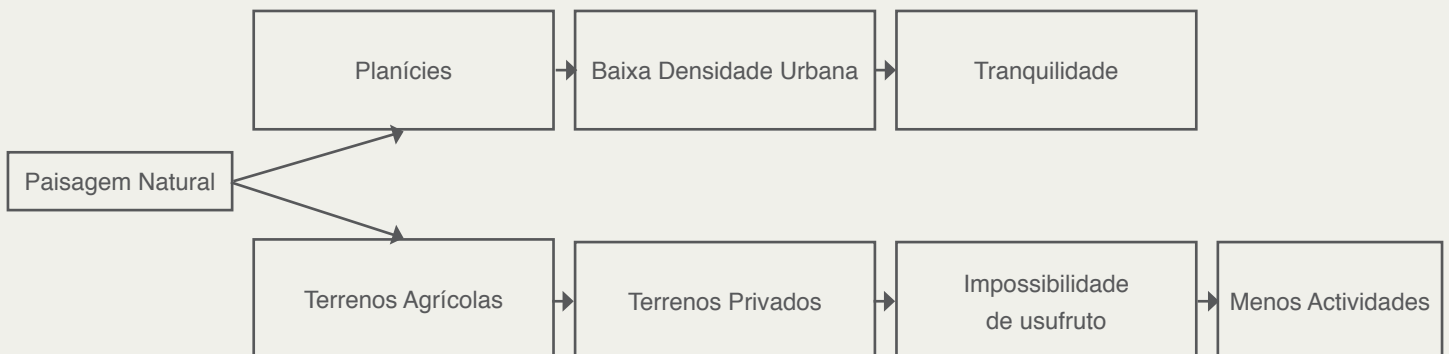 Planícies
Baixa Densidade Urbana
Tranquilidade
Paisagem Natural
Terrenos Agrícolas
Terrenos Privados
Impossibilidade
de usufruto
Menos Actividades